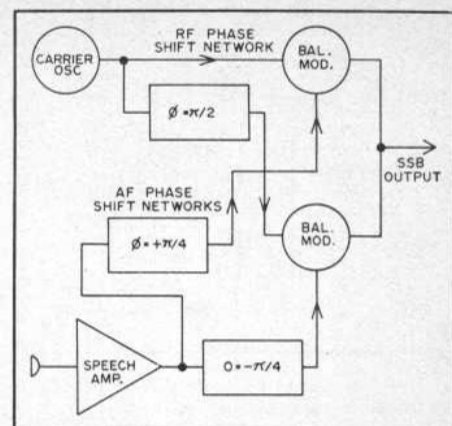 RF PHASE
SHIFT NETWORK
CARRIER
OSC
BAL.
MOD.
Ø=π/2
SSB
OUTPUT
AF PHASE
SHIFT NETWORKS
Ø=+π/4
BAL.
MOD.
SPEECH
AMP.
0=-π/4